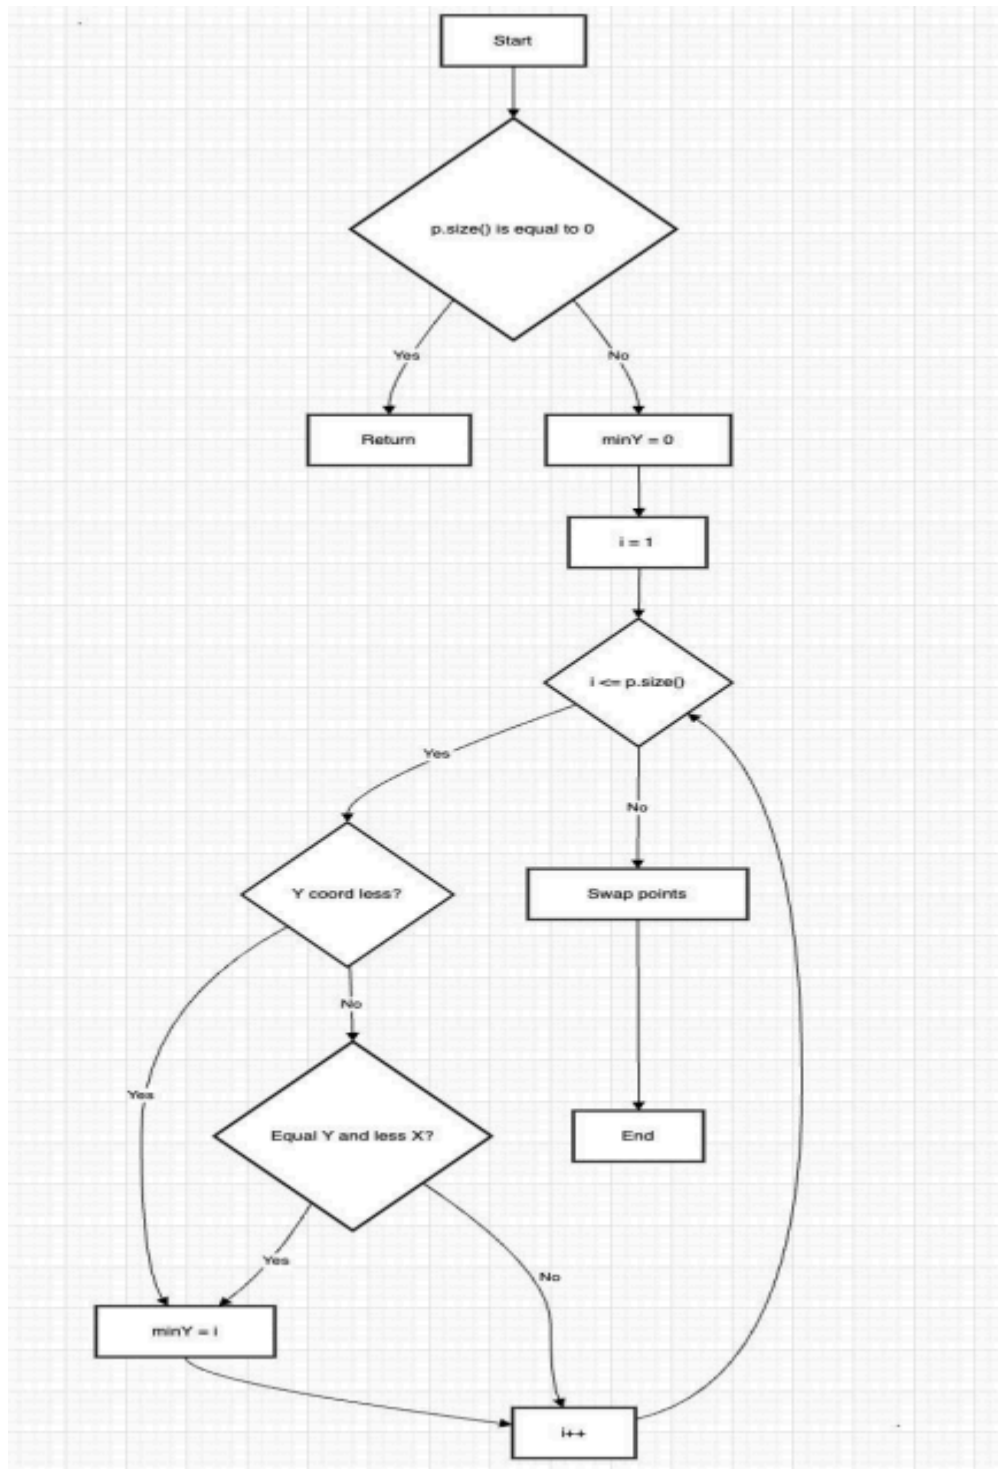 Start
p.size() is equal to 0
Yes
No
Return
minY = 0
i = 1
i <= p.size()
Yes
No
Y coord less?
Swap points
No
Yes
Equal Y and less X?
End
Yes
No
minY = i
i++